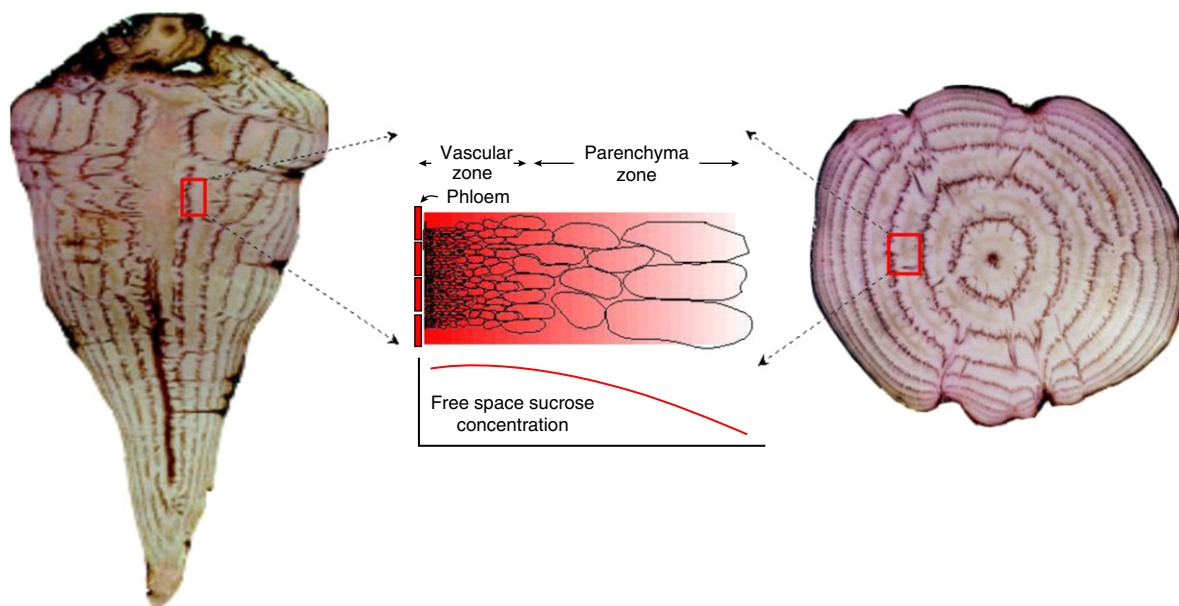 Vascular zone
Parenchyma zone
Phloem
Free space sucrose
concentration